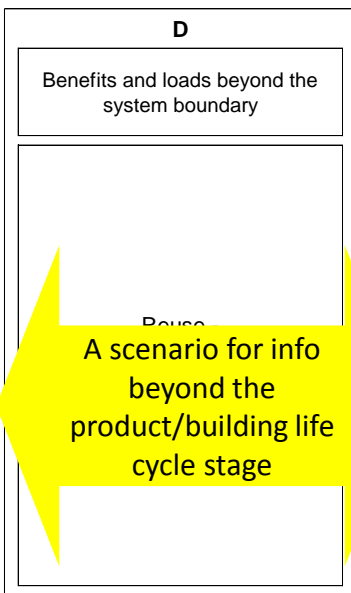 D
Benefits and loads beyond the
system boundary
A scenario for info
beyond the
product/building life
cycle stage